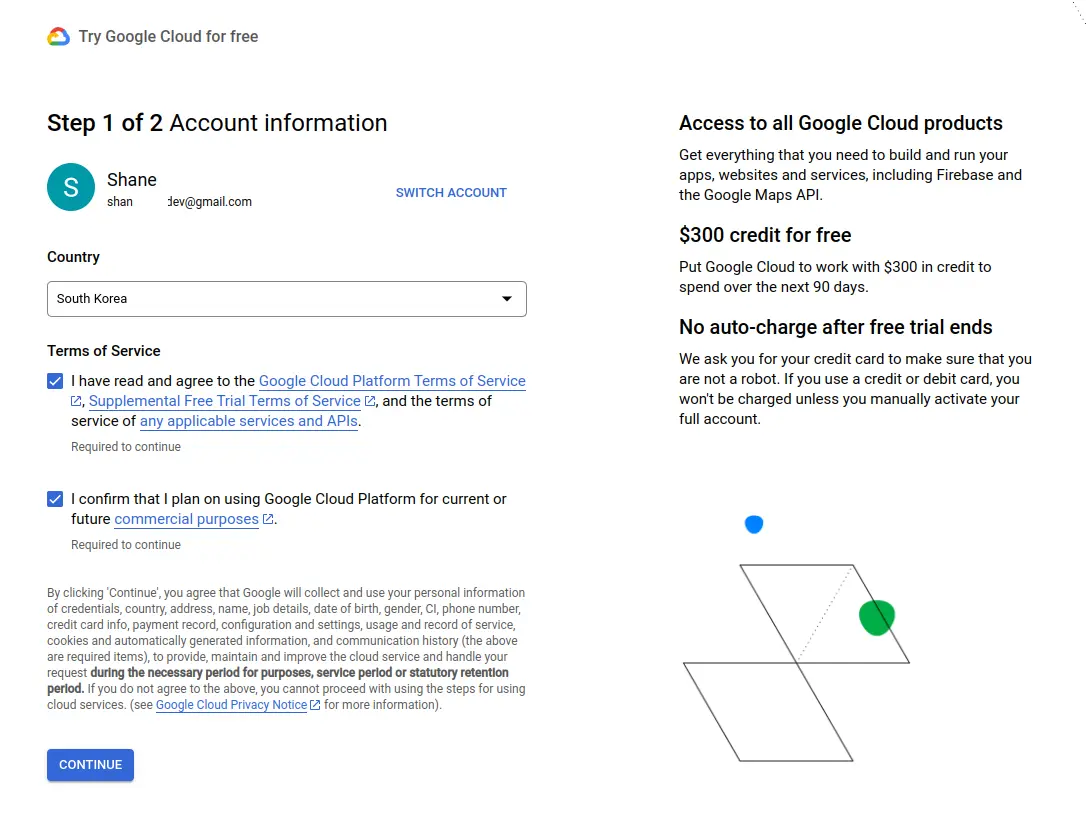 Try Google Cloud for free
Step 1 of 2 Account information
S
Shane
shan dev@gmail.com
SWITCH ACCOUNT
Country
South Korea
Terms of Service
I have read and agree to the Google Cloud Platform Terms of Service
, Supplemental Free Trial Terms of Service , and the terms of
service of any applicable services and APIs.
Required to continue
I confirm that I plan on using Google Cloud Platform for current or
future commercial purposes .
Required to continue
By clicking 'Continue', you agree that Google will collect and use your personal information
of credentials, country, address, name, job details, date of birth, gender, CI, phone number,
credit card info, payment record, configuration and settings, usage and record of service,
cookies and automatically generated information, and communication history (the above
are required items), to provide, maintain and improve the cloud service and handle your
request during the necessary period for purposes, service period or statutory retention
period. If you do not agree to the above, you cannot proceed with using the steps for using
cloud services. (see Google Cloud Privacy Notice for more information).
CONTINUE
Access to all Google Cloud products
Get everything that you need to build and run your
apps, websites and services, including Firebase and
the Google Maps API.
$300 credit for free
Put Google Cloud to work with $300 in credit to
spend over the next 90 days.
No auto-charge after free trial ends
We ask you for your credit card to make sure that you
are not a robot. If you use a credit or debit card, you
won't be charged unless you manually activate your
full account.